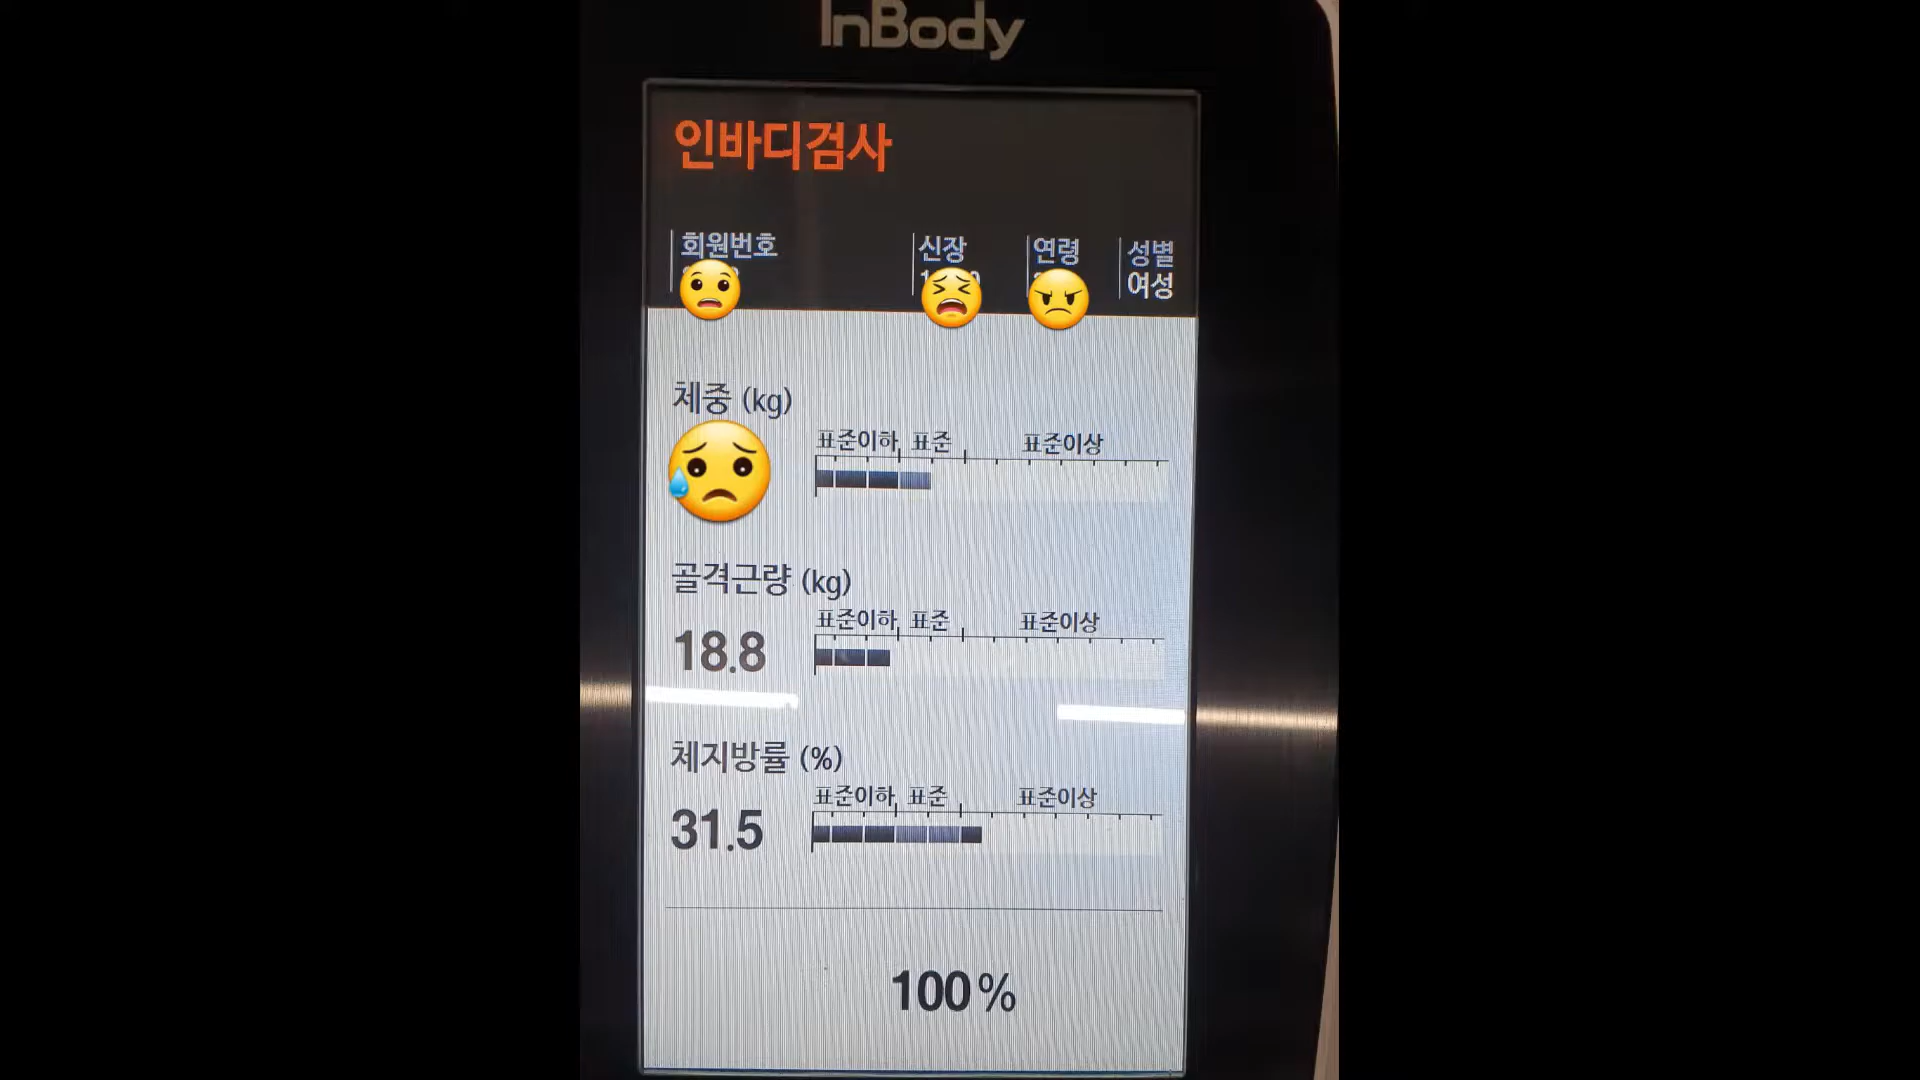 InBody
인바디검사
회원번호 신장 연령 성별
여성
체중 (kg)
표준이하 표준 표준이상
골격근량 (kg)
표준이하 표준 표준이상
18.8
체지방률 (%)
표준이하 표준 표준이상
31.5
100%